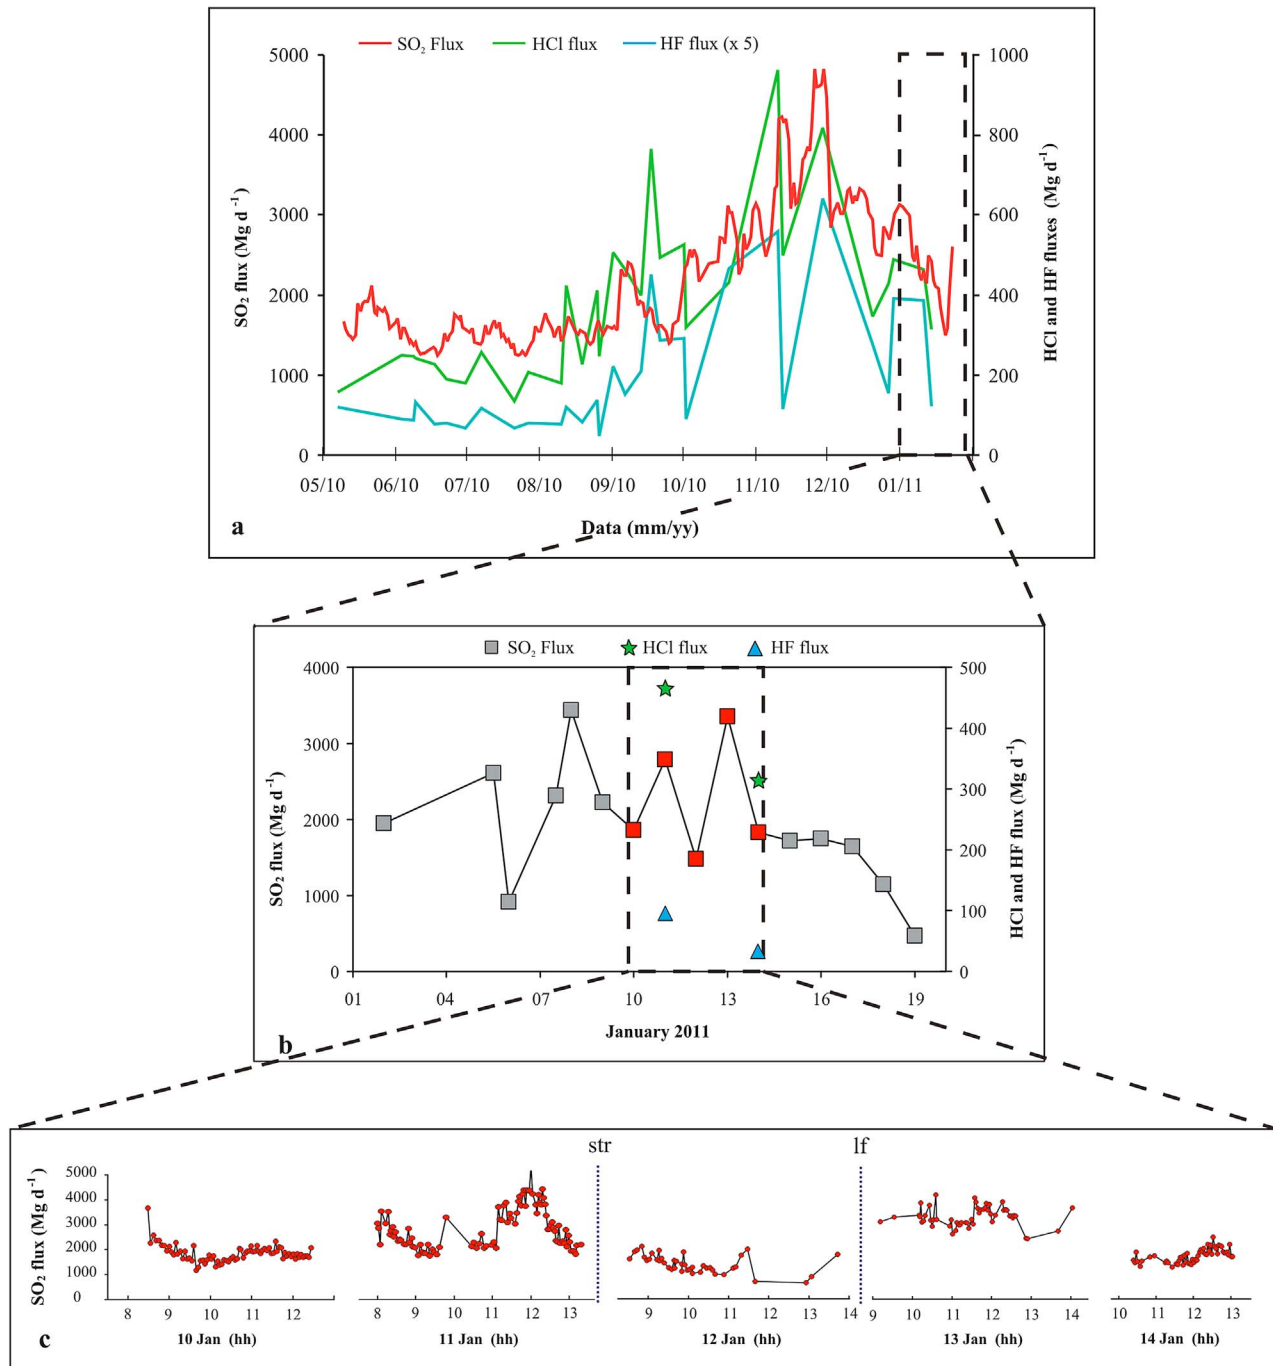 SO₂ Flux HCl flux HF flux (x 5)
5000 1000
4000 800
3000 600
2000 400
1000 200
0 0
SO₂ flux (Mg d⁻¹)
HCl and HF fluxes (Mg d⁻¹)
05/10 06/10 07/10 08/10 09/10 10/10 11/10 12/10 01/11
a Data (mm/yy)
SO₂ Flux HCl flux HF flux
4000 500
400
3000
300
2000
200
1000
100
0 0
SO₂ flux (Mg d⁻¹)
HCl and HF flux (Mg d⁻¹)
01 04 07 10 13 16 19
January 2011
b
str lf
SO₂ flux (Mg d⁻¹)
5000
4000
3000
2000
1000
0
8 9 10 11 12 8 9 10 11 12 13 9 10 11 12 13 14 9 10 11 12 13 14 10 11 12 13
c 10 Jan (hh) 11 Jan (hh) 12 Jan (hh) 13 Jan (hh) 14 Jan (hh)